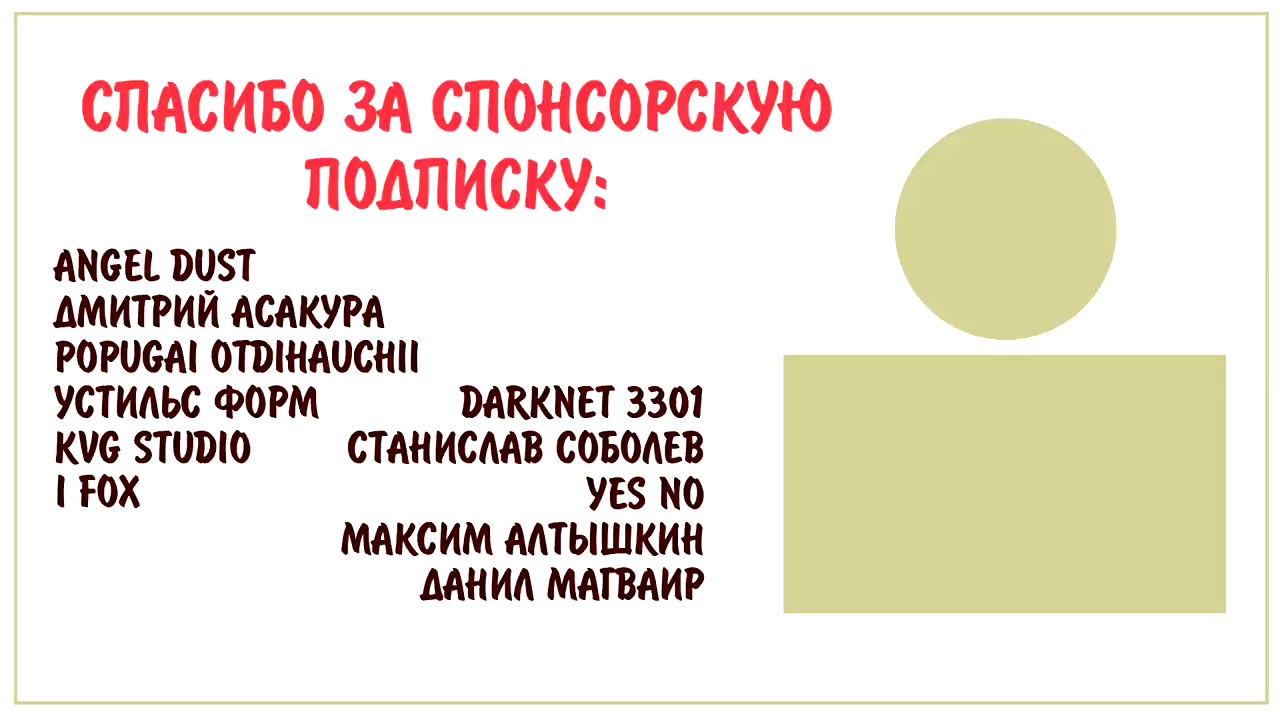 СПАСИБО ЗА СПОНСОРСКУЮ
ПОДПИСКУ:
ANGEL DUST
ДМИТРИЙ АСАКУРА
POPUGAI OTDIHAUCHII
УСТИЛЬС ФОРМ
KVG STUDIO
I FOX
DARKNET 3301
СТАНИСЛАВ СОБОЛЕВ
YES NO
МАКСИМ АЛТЫШКИН
ДАНИЛ МАГВАИР